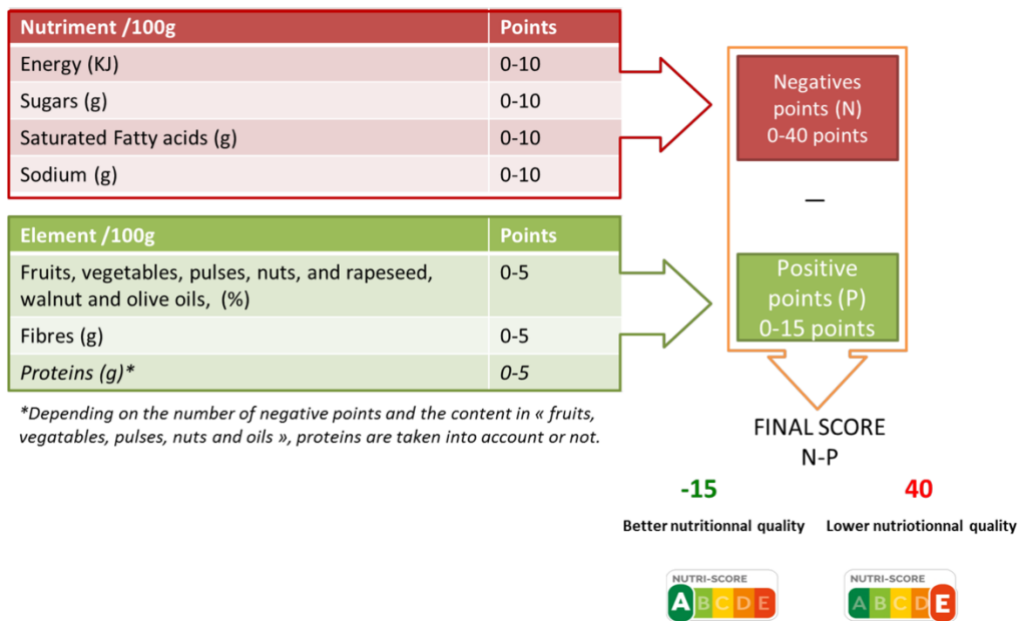 Nutriment /100g Points
Energy (KJ) 0-10
Sugars (g) 0-10
Saturated Fatty acids (g) 0-10
Sodium (g) 0-10
Negatives
points (N)
0-40 points
—
Element /100g Points
Fruits, vegetables, pulses, nuts, and rapeseed, 0-5
walnut and olive oils, (%)
Fibres (g) 0-5
Proteins (g)* 0-5
Positive
points (P)
0-15 points
*Depending on the number of negative points and the content in « fruits,
vegatables, pulses, nuts and oils », proteins are taken into account or not.
FINAL SCORE
N-P
-15 40
Better nutritionnal quality Lower nutriotionnal quality
NUTRI-SCORE NUTRI-SCORE
A B C D E A B C D E